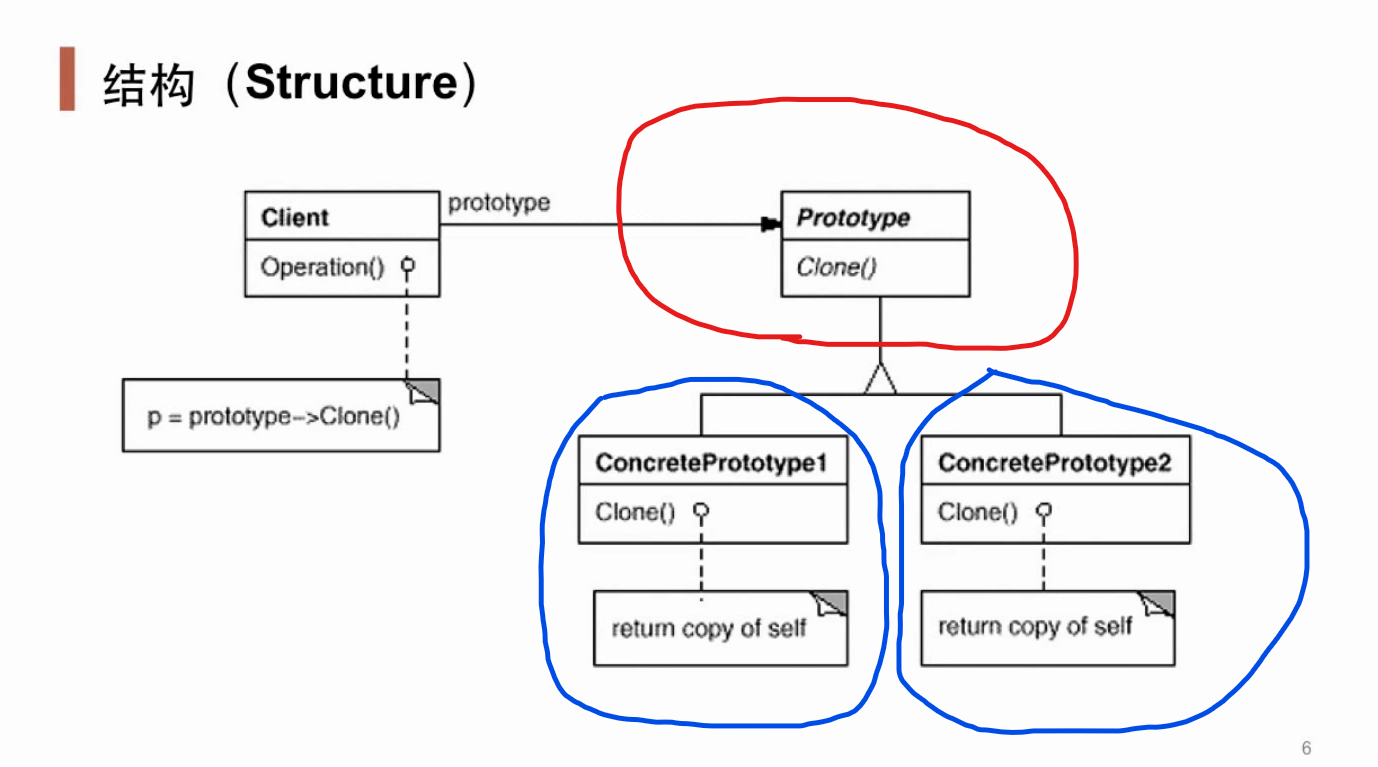 结构（Structure）
Client
Operation()
prototype
Prototype
Clone()
p = prototype->Clone()
ConcretePrototype1
Clone()
return copy of self
ConcretePrototype2
Clone()
return copy of self
6